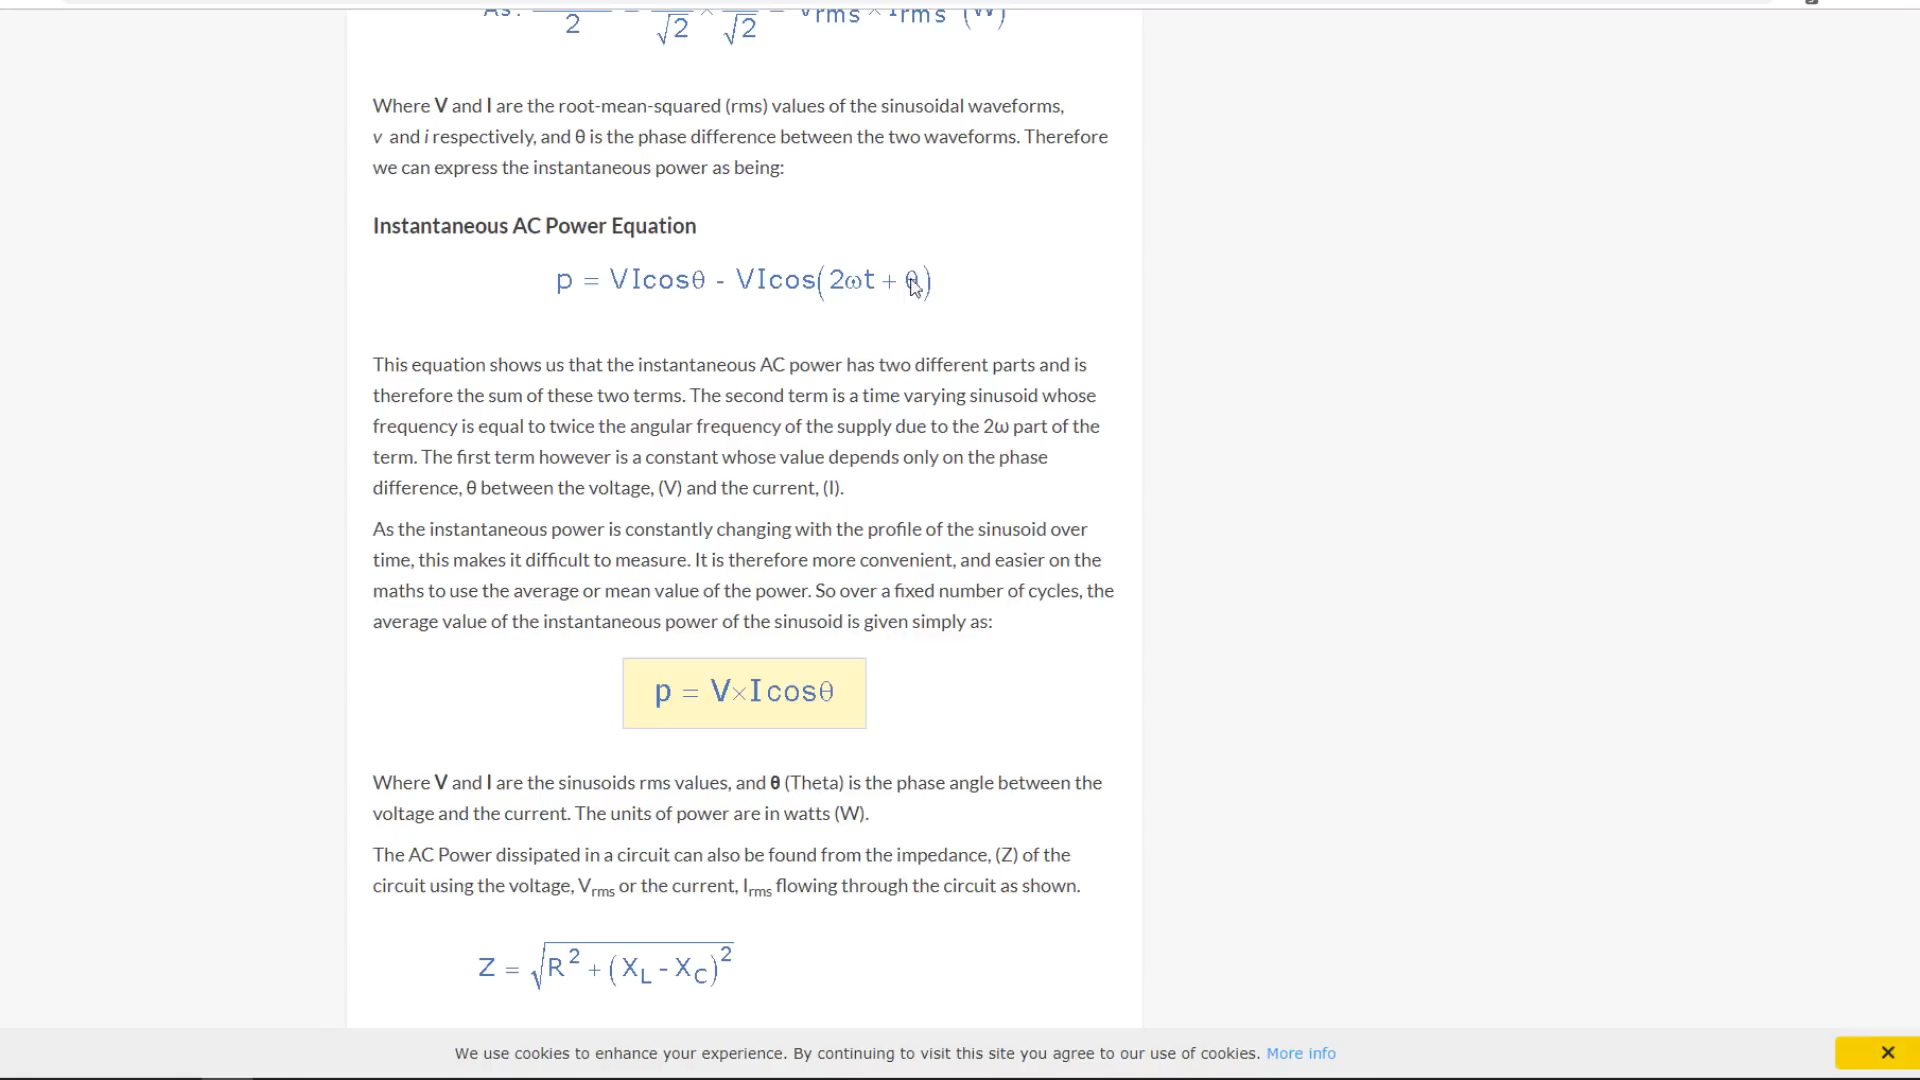 As: 2 = √2 × √2 = Vrms × Irms (W)
Where V and I are the root-mean-squared (rms) values of the sinusoidal waveforms,
v and i respectively, and θ is the phase difference between the two waveforms. Therefore
we can express the instantaneous power as being:
Instantaneous AC Power Equation
p = VIcosθ - VIcos(2ωt + θ)
This equation shows us that the instantaneous AC power has two different parts and is
therefore the sum of these two terms. The second term is a time varying sinusoid whose
frequency is equal to twice the angular frequency of the supply due to the 2ω part of the
term. The first term however is a constant whose value depends only on the phase
difference, θ between the voltage, (V) and the current, (I).
As the instantaneous power is constantly changing with the profile of the sinusoid over
time, this makes it difficult to measure. It is therefore more convenient, and easier on the
maths to use the average or mean value of the power. So over a fixed number of cycles, the
average value of the instantaneous power of the sinusoid is given simply as:
p = V×Icosθ
Where V and I are the sinusoids rms values, and θ (Theta) is the phase angle between the
voltage and the current. The units of power are in watts (W).
The AC Power dissipated in a circuit can also be found from the impedance, (Z) of the
circuit using the voltage, Vrms or the current, Irms flowing through the circuit as shown.
Z = √R² + (XL - XC)²
We use cookies to enhance your experience. By continuing to visit this site you agree to our use of cookies. More info